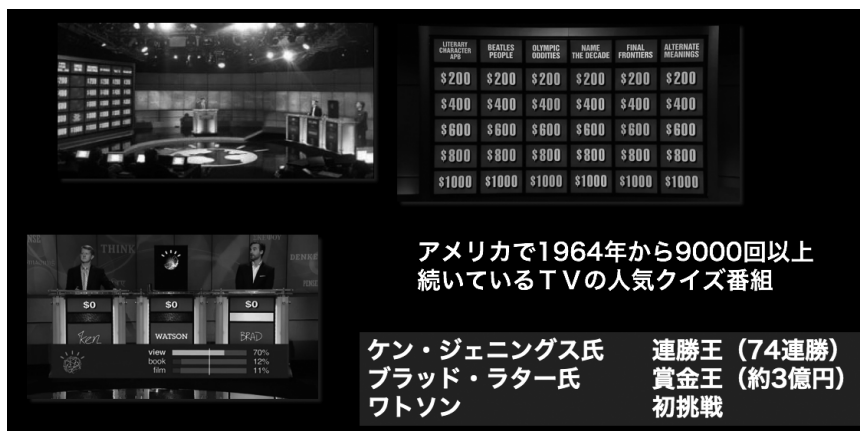 LITERARY CHARACTER APB
BEATLES PEOPLE
OLYMPIC ODDITIES
NAME THE DECADE
FINAL FRONTIERS
ALTERNATE MEANINGS
$200 $200 $200 $200 $200 $200
$400 $400 $400 $400 $400 $400
$600 $600 $600 $600 $600 $600
$800 $800 $800 $800 $800 $800
$1000 $1000 $1000 $1000 $1000 $1000
THINK
$0 $0 $0
Ken WATSON BRAD
view 70%
book 12%
film 11%
アメリカで1964年から9000回以上
続いているTVの人気クイズ番組
ケン・ジェニングス氏 連勝王(74連勝)
ブラッド・ラター氏 賞金王(約3億円)
ワトソン 初挑戦